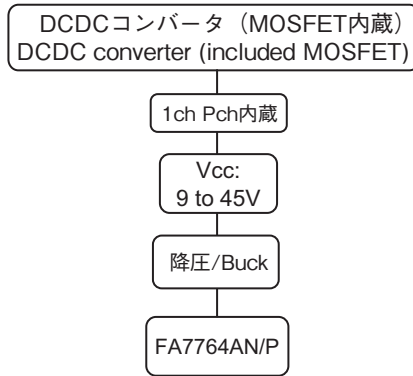 DCDCコンバータ（MOSFET内蔵）
DCDC converter (included MOSFET)
1ch Pch内蔵
Vcc:
9 to 45V
降圧/Buck
FA7764AN/P